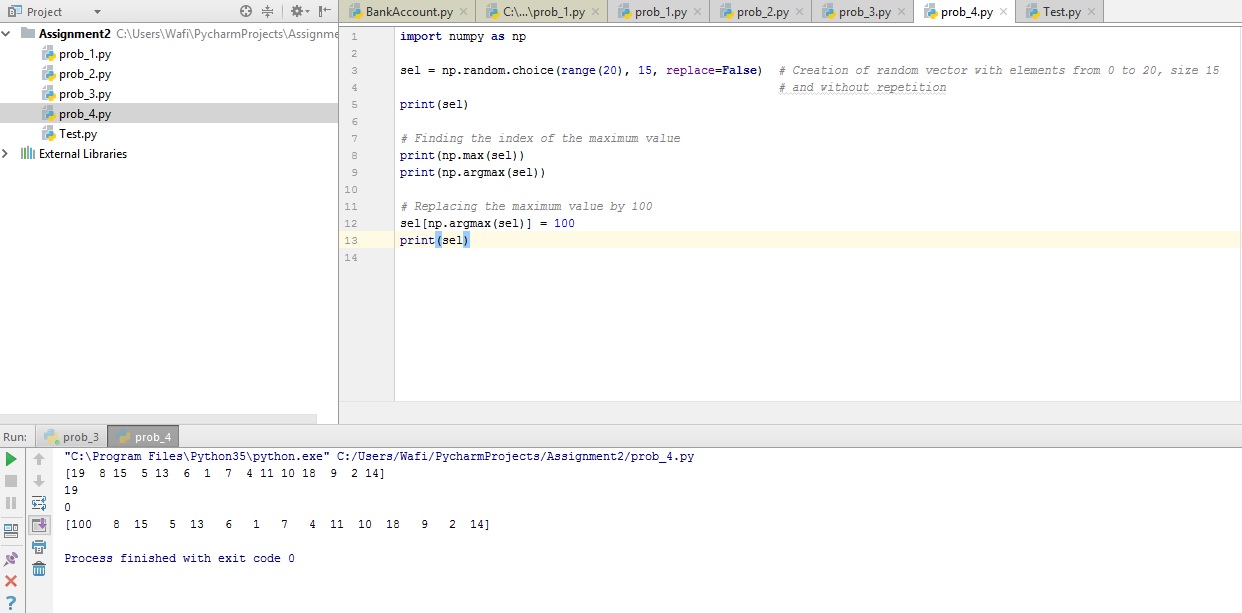 Project
Assignment2 C:\Users\Wafi\PycharmProjects\Assignme
prob_1.py
prob_2.py
prob_3.py
prob_4.py
Test.py
External Libraries
BankAccount.py C:\...\prob_1.py prob_1.py prob_2.py prob_3.py prob_4.py Test.py
1 import numpy as np
2
3 sel = np.random.choice(range(20), 15, replace=False) # Creation of random vector with elements from 0 to 20, size 15
4 # and without repetition
5 print(sel)
6
7 # Finding the index of the maximum value
8 print(np.max(sel))
9 print(np.argmax(sel))
10
11 # Replacing the maximum value by 100
12 sel[np.argmax(sel)] = 100
13 print(sel)
14
Run: prob_3 prob_4
"C:\Program Files\Python35\python.exe" C:/Users/Wafi/PycharmProjects/Assignment2/prob_4.py
[19 8 15 5 13 6 1 7 4 11 10 18 9 2 14]
19
0
[100 8 15 5 13 6 1 7 4 11 10 18 9 2 14]
Process finished with exit code 0